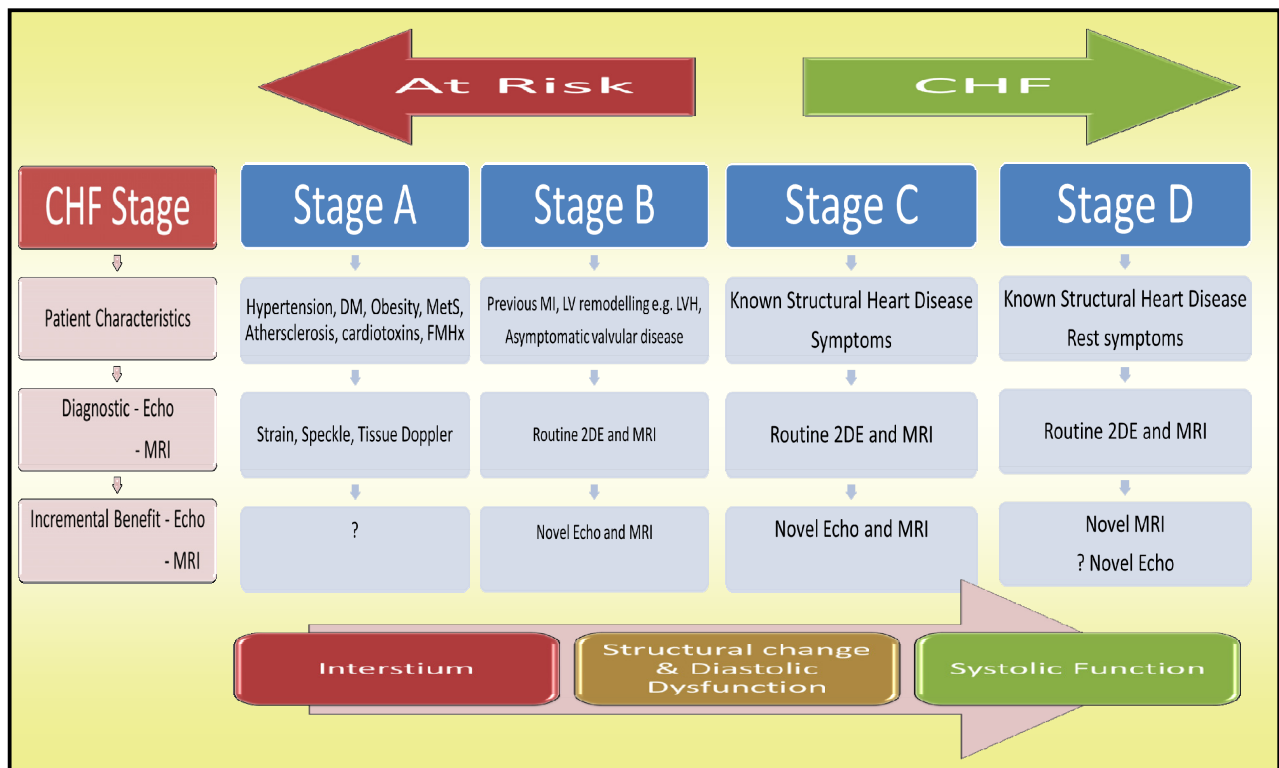 At Risk
CHF
CHF Stage
Stage A
Stage B
Stage C
Stage D
Patient Characteristics
Hypertension, DM, Obesity, MetS,
Athersclerosis, cardiotoxins, FMHx
Previous MI, LV remodelling e.g. LVH,
Asymptomatic valvular disease
Known Structural Heart Disease
Symptoms
Known Structural Heart Disease
Rest symptoms
Diagnostic - Echo
- MRI
Strain, Speckle, Tissue Doppler
Routine 2DE and MRI
Routine 2DE and MRI
Routine 2DE and MRI
Incremental Benefit - Echo
- MRI
?
Novel Echo and MRI
Novel Echo and MRI
Novel MRI
? Novel Echo
Interstium
Structural change
& Diastolic
Dysfunction
Systolic Function